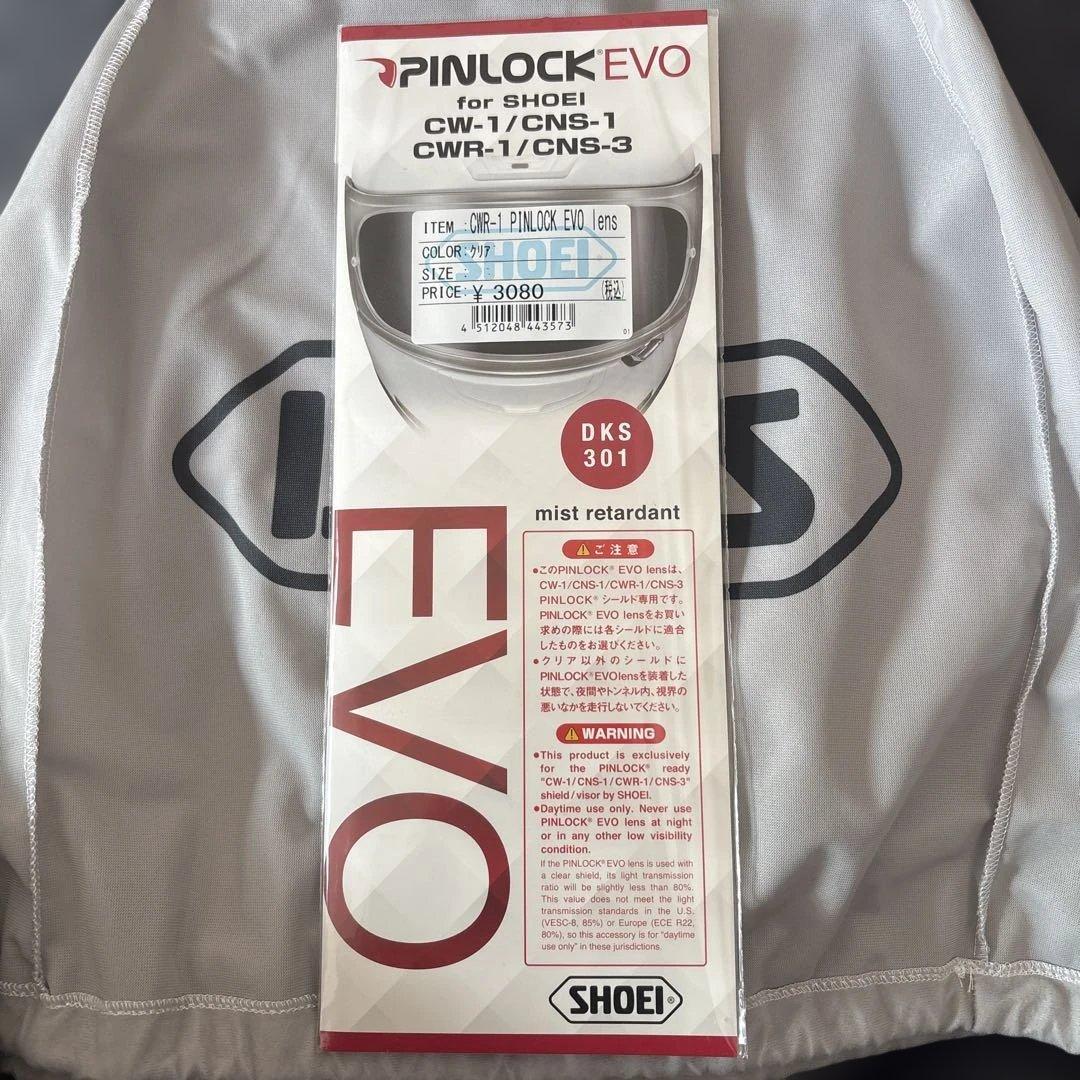 PINLOCK® EVO
for SHOEI
CW-1/CNS-1
CWR-1/CNS-3
ITEM :CWR-1 PINLOCK EVO lens
COLOR:クリア
SIZE :
PRICE:¥ 3080 (税込)
SHOEI
4 512048 443573
01
DKS
301
mist retardant
EVO
⚠ご注意
●このPINLOCK® EVO lensは、
CW-1/CNS-1/CWR-1/CNS-3
PINLOCK® シールド専用です。
PINLOCK® EVO lensをお買い
求めの際には各シールドに適合
したものをお選びください。
●クリア以外のシールドに
PINLOCK® EVO lensを装着した
状態で、夜間やトンネル内、視界の
悪いなかを走行しないでください。
⚠WARNING
●This product is exclusively
for the PINLOCK® ready
"CW-1/CNS-1/CWR-1/CNS-3"
shield/visor by SHOEI.
●Daytime use only. Never use
PINLOCK® EVO lens at night
or in any other low visibility
condition.
If the PINLOCK® EVO lens is used with
a clear shield, its light transmission
ratio will be slightly less than 80%.
This value does not meet the light
transmission standards in the U.S.
(VESC-8, 85%) or Europe (ECE R22,
80%), so this accessory is for "daytime
use only" in these jurisdictions.
SHOEI®